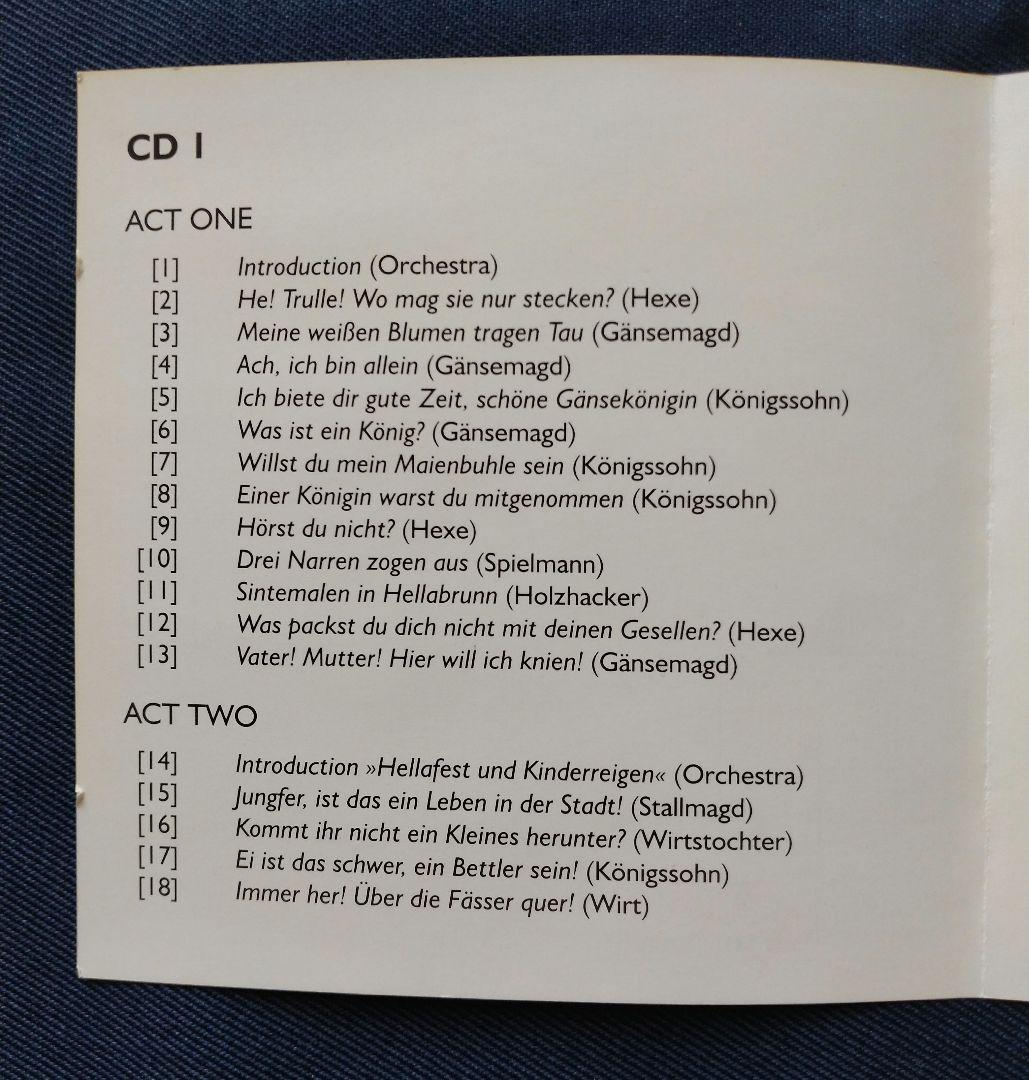 CD 1
ACT ONE
[1] Introduction (Orchestra)
[2] He! Trulle! Wo mag sie nur stecken? (Hexe)
[3] Meine weißen Blumen tragen Tau (Gänsemagd)
[4] Ach, ich bin allein (Gänsemagd)
[5] Ich biete dir gute Zeit, schöne Gänsekönigin (Königssohn)
[6] Was ist ein König? (Gänsemagd)
[7] Willst du mein Maienbuhle sein (Königssohn)
[8] Einer Königin warst du mitgenommen (Königssohn)
[9] Hörst du nicht? (Hexe)
[10] Drei Narren zogen aus (Spielmann)
[11] Sintemalen in Hellabrunn (Holzhacker)
[12] Was packst du dich nicht mit deinen Gesellen? (Hexe)
[13] Vater! Mutter! Hier will ich knien! (Gänsemagd)
ACT TWO
[14] Introduction »Hellafest und Kinderreigen« (Orchestra)
[15] Jungfer, ist das ein Leben in der Stadt! (Stallmagd)
[16] Kommt ihr nicht ein Kleines herunter? (Wirtstochter)
[17] Ei ist das schwer, ein Bettler sein! (Königssohn)
[18] Immer her! Über die Fässer quer! (Wirt)